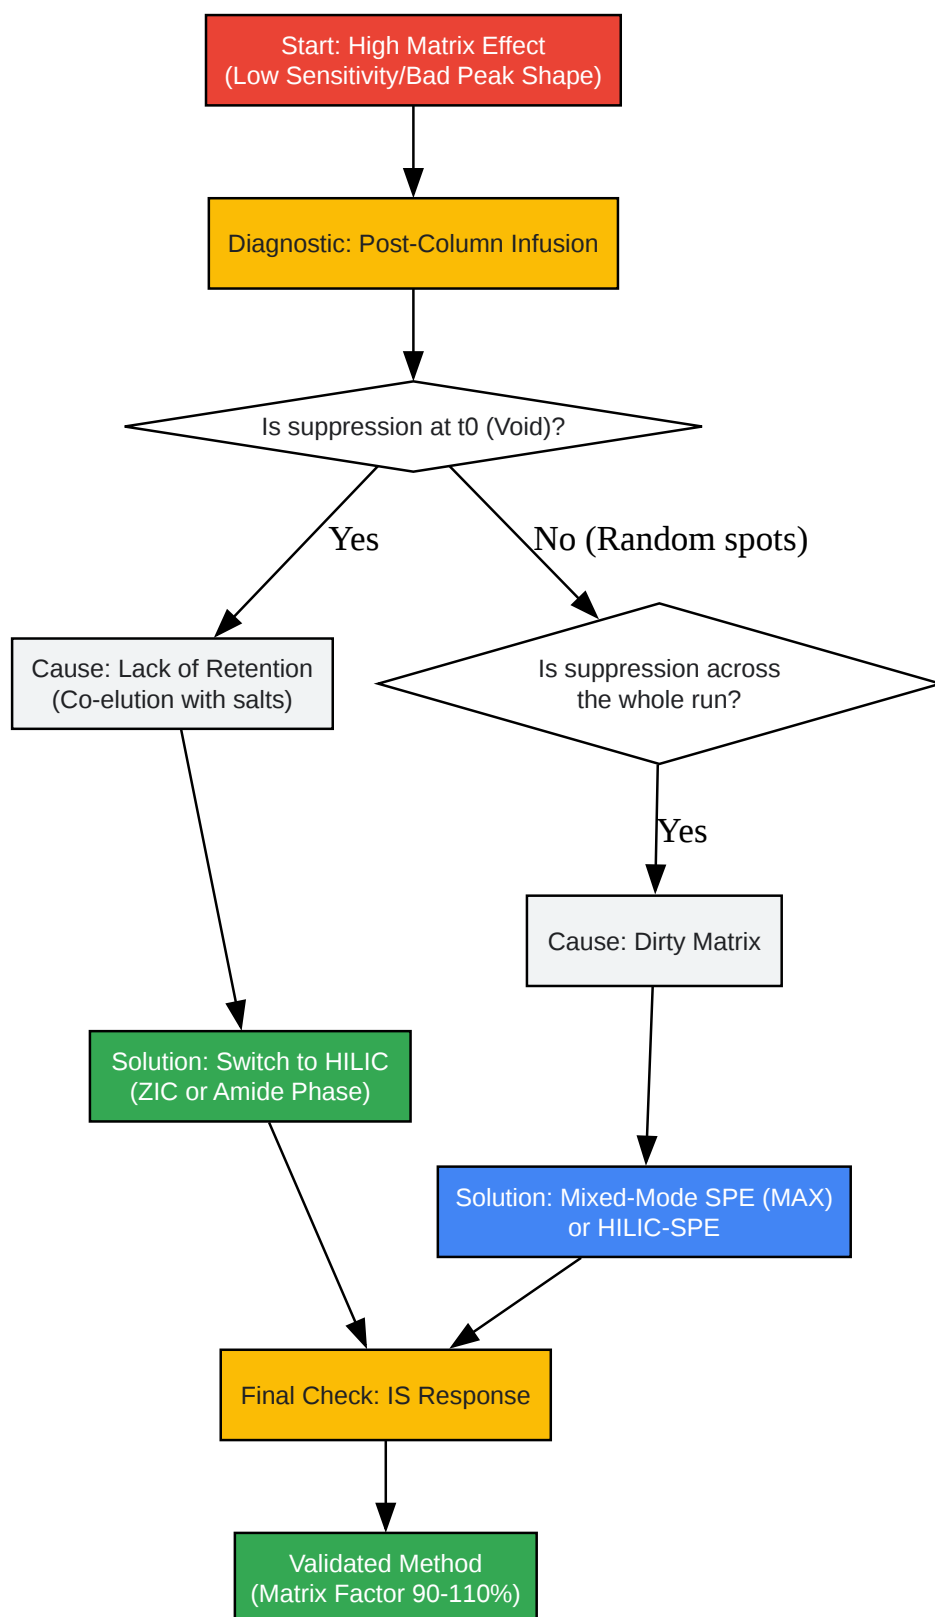 Start: High Matrix Effect
(Low Sensitivity/Bad Peak Shape)
Diagnostic: Post-Column Infusion
Is suppression at t0 (Void)?
Yes
No (Random spots)
Cause: Lack of Retention
(Co-elution with salts)
Is suppression across
the whole run?
Yes
Cause: Dirty Matrix
Solution: Switch to HILIC
(ZIC or Amide Phase)
Solution: Mixed-Mode SPE (MAX)
or HILIC-SPE
Final Check: IS Response
Validated Method
(Matrix Factor 90-110%)